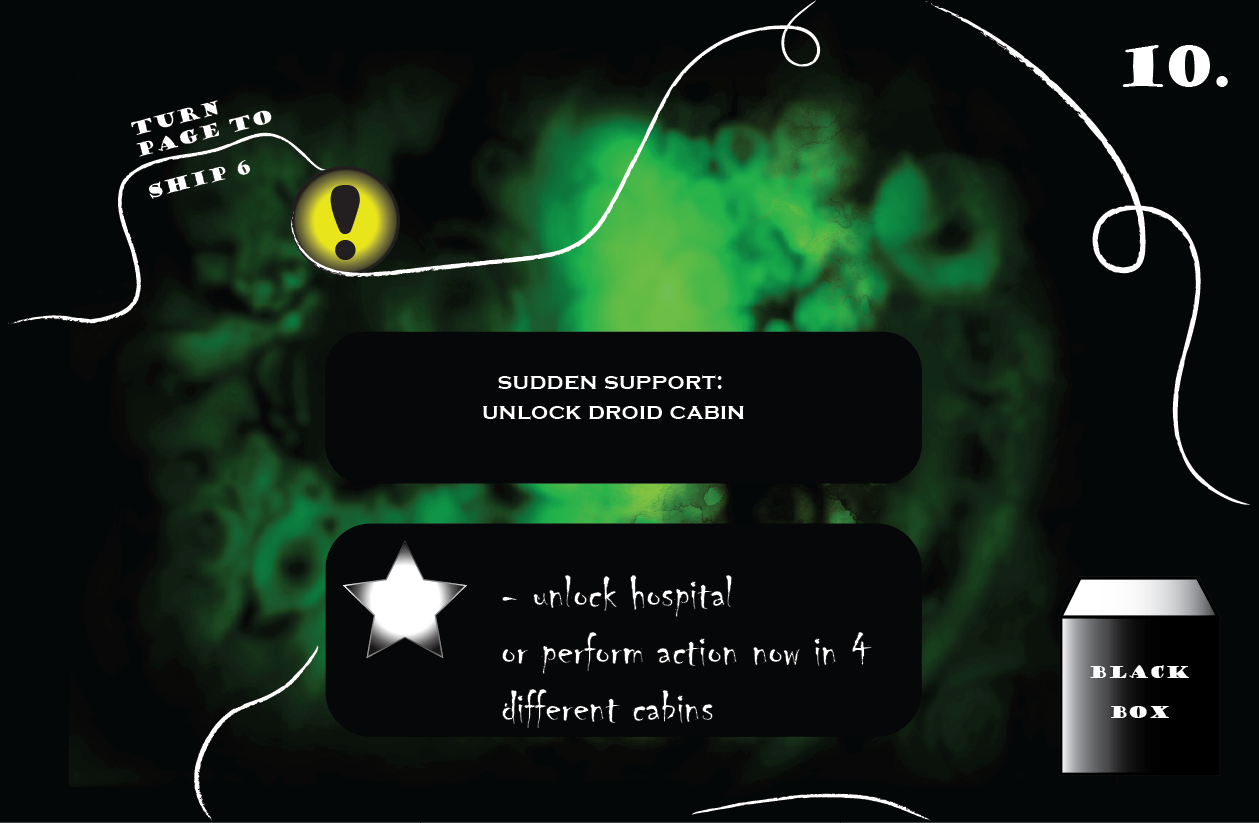 10.
TURN
PAGE TO
SHIP 6
!
SUDDEN SUPPORT:
UNLOCK DROID CABIN
- unlock hospital
or perform action now in 4
different cabins
BLACK
BOX